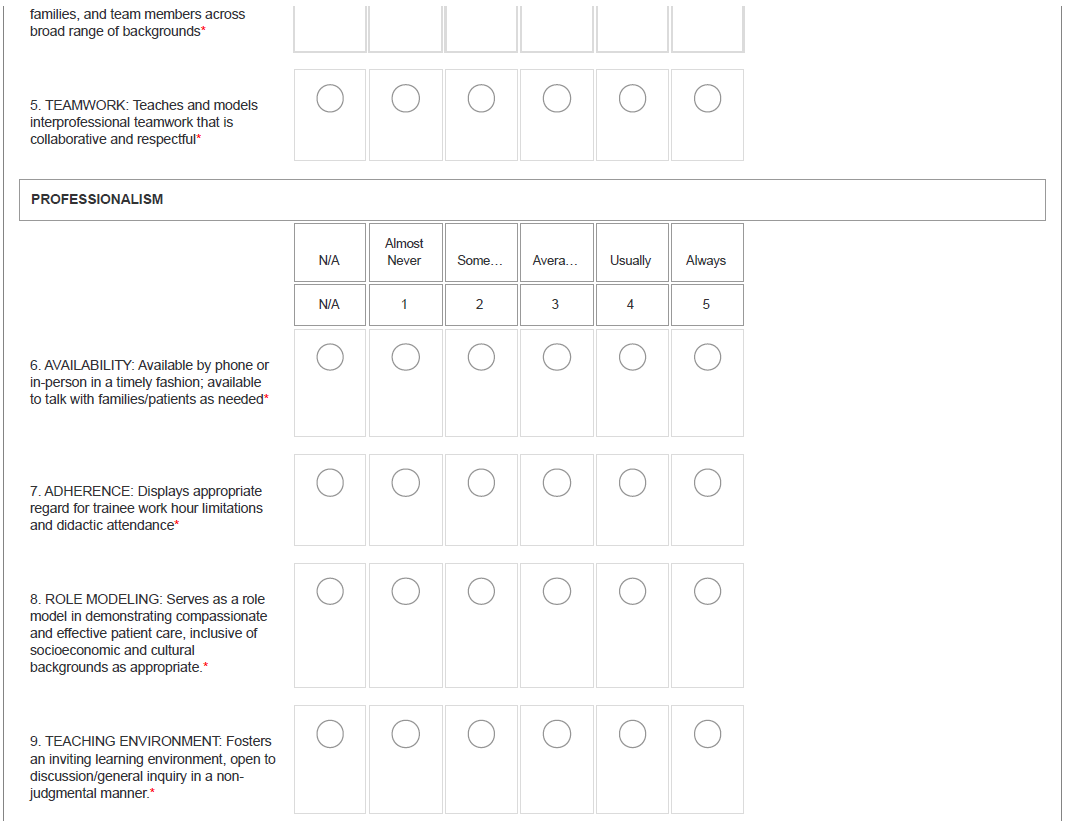 families, and team members across
broad range of backgrounds*
5. TEAMWORK: Teaches and models
interprofessional teamwork that is
collaborative and respectful*
PROFESSIONALISM
N/A Almost Never Some... Avera... Usually Always
N/A 1 2 3 4 5
6. AVAILABILITY: Available by phone or
in-person in a timely fashion; available
to talk with families/patients as needed*
7. ADHERENCE: Displays appropriate
regard for trainee work hour limitations
and didactic attendance*
8. ROLE MODELING: Serves as a role
model in demonstrating compassionate
and effective patient care, inclusive of
socioeconomic and cultural
backgrounds as appropriate.*
9. TEACHING ENVIRONMENT: Fosters
an inviting learning environment, open to
discussion/general inquiry in a non-
judgmental manner.*